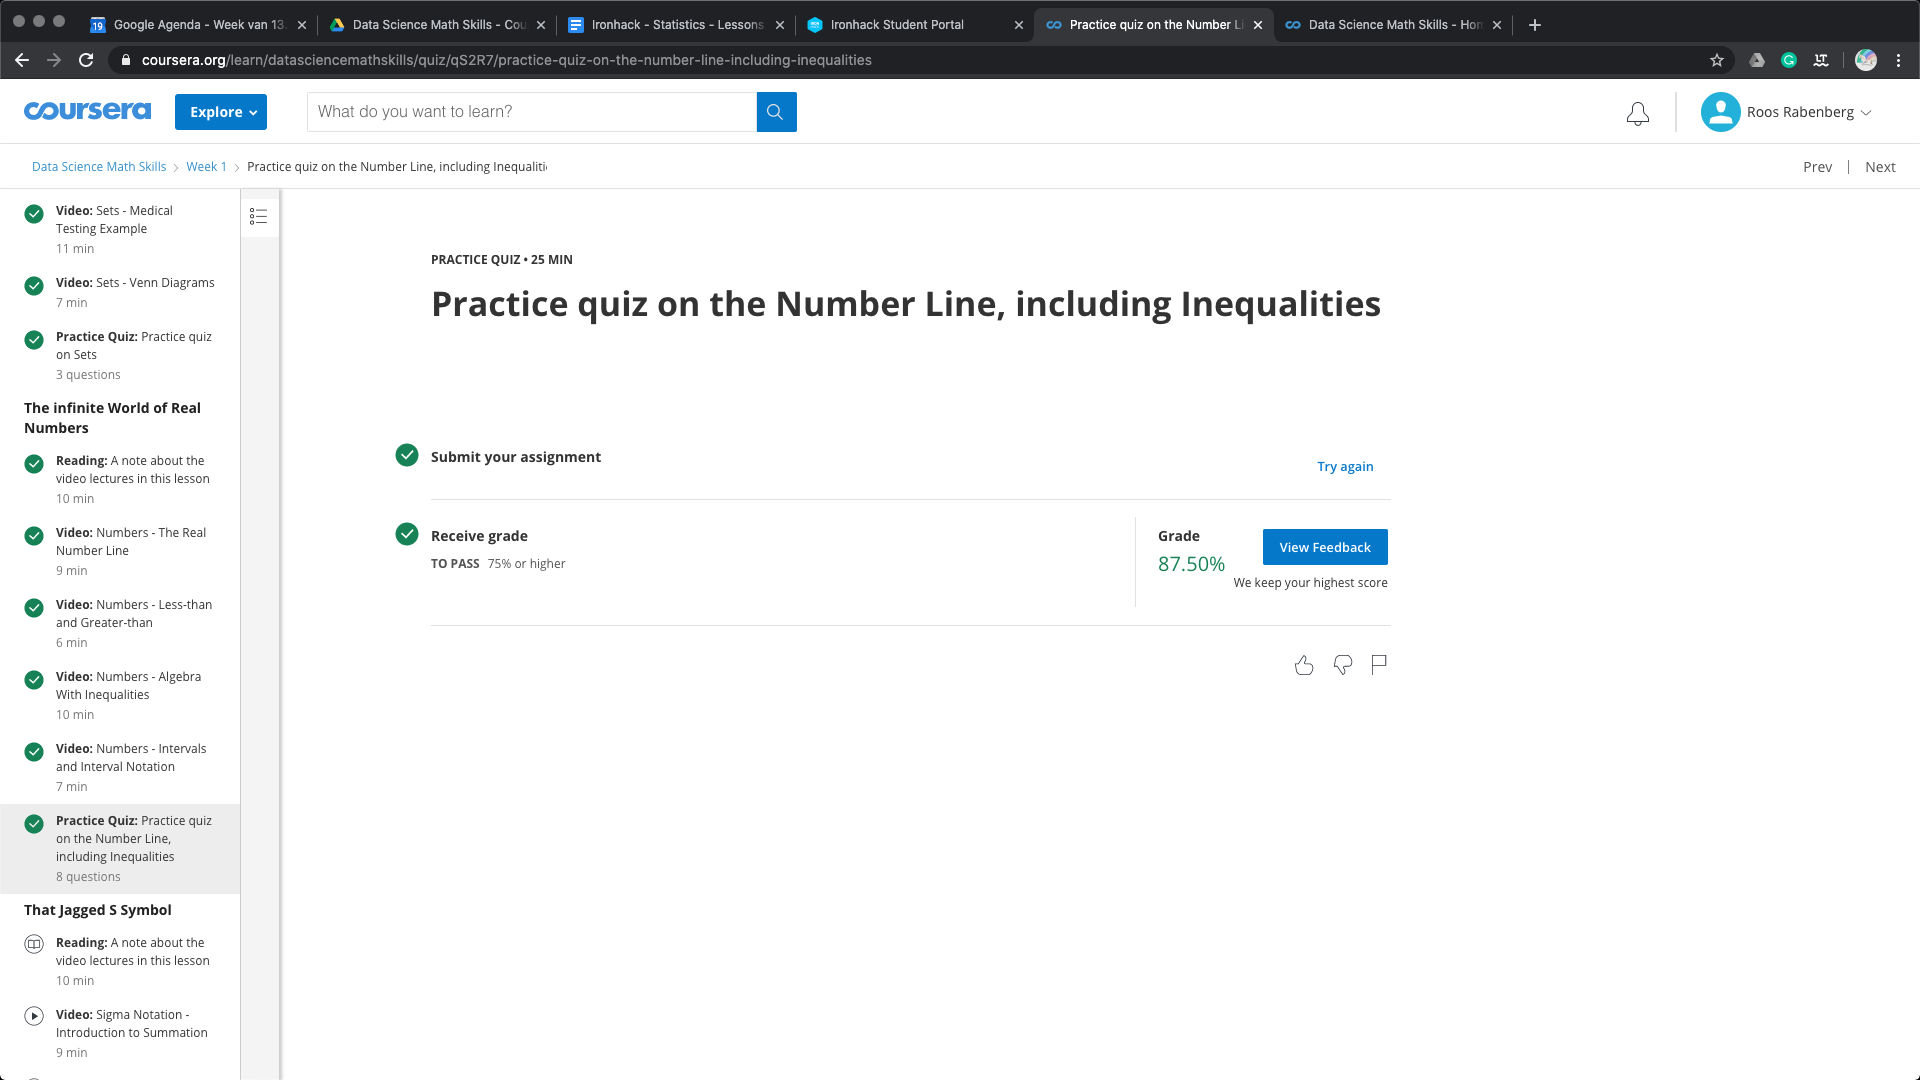 Google Agenda - Week van 13.
Data Science Math Skills - Cou
Ironhack - Statistics - Lessons
Ironhack Student Portal
Practice quiz on the Number Li
Data Science Math Skills - Hom
coursera.org/learn/datasciencemathskills/quiz/qS2R7/practice-quiz-on-the-number-line-including-inequalities
coursera
Explore
What do you want to learn?
Roos Rabenberg
Data Science Math Skills
Week 1
Practice quiz on the Number Line, including Inequaliti
Prev
Next
Video: Sets - Medical
Testing Example
11 min
Video: Sets - Venn Diagrams
7 min
Practice Quiz: Practice quiz
on Sets
3 questions
The infinite World of Real
Numbers
Reading: A note about the
video lectures in this lesson
10 min
Video: Numbers - The Real
Number Line
9 min
Video: Numbers - Less-than
and Greater-than
6 min
Video: Numbers - Algebra
With Inequalities
10 min
Video: Numbers - Intervals
and Interval Notation
7 min
Practice Quiz: Practice quiz
on the Number Line,
including Inequalities
8 questions
That Jagged S Symbol
Reading: A note about the
video lectures in this lesson
10 min
Video: Sigma Notation -
Introduction to Summation
9 min
PRACTICE QUIZ • 25 MIN
Practice quiz on the Number Line, including Inequalities
Submit your assignment
Try again
Receive grade
TO PASS 75% or higher
Grade
87.50%
View Feedback
We keep your highest score